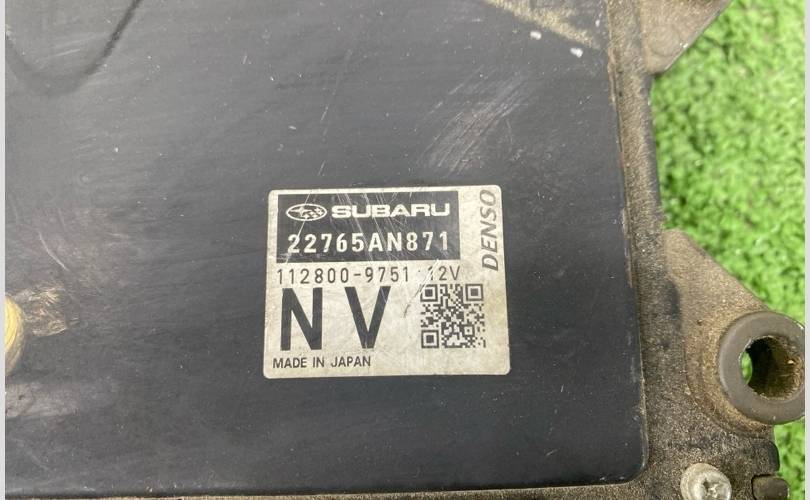 SUBARU
22765AN871
DENSO
112800-9751 12V
NV
MADE IN JAPAN